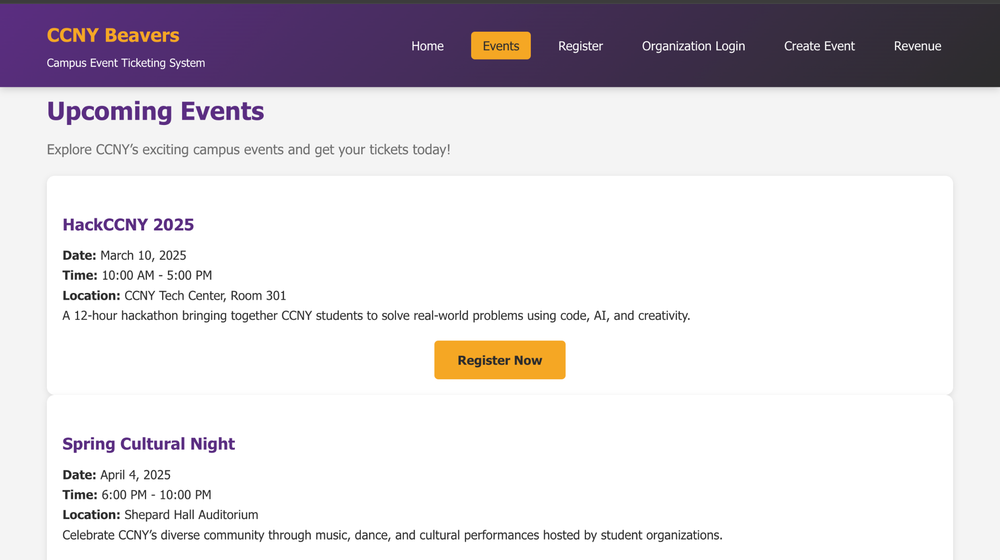 CCNY Beavers
Campus Event Ticketing System
Home
Events
Register
Organization Login
Create Event
Revenue
Upcoming Events
Explore CCNY’s exciting campus events and get your tickets today!
HackCCNY 2025
Date: March 10, 2025
Time: 10:00 AM - 5:00 PM
Location: CCNY Tech Center, Room 301
A 12-hour hackathon bringing together CCNY students to solve real-world problems using code, AI, and creativity.
Register Now
Spring Cultural Night
Date: April 4, 2025
Time: 6:00 PM - 10:00 PM
Location: Shepard Hall Auditorium
Celebrate CCNY’s diverse community through music, dance, and cultural performances hosted by student organizations.